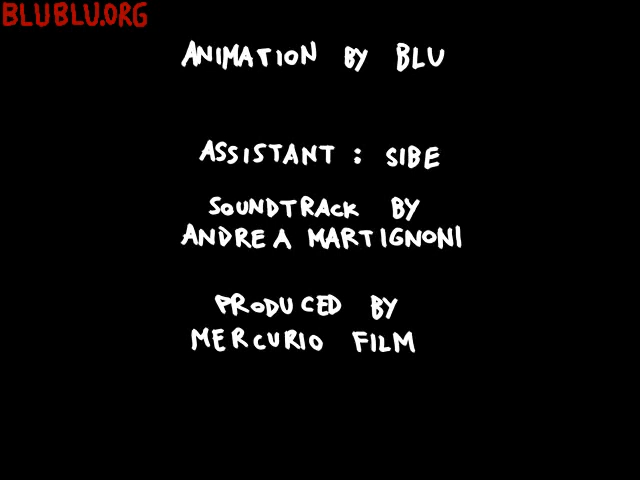 BLUBLU.ORG
ANIMATION BY BLU
ASSISTANT : SIBE
SOUNDTRACK BY
ANDREA MARTIGNONI
PRODUCED BY
MERCURIO FILM